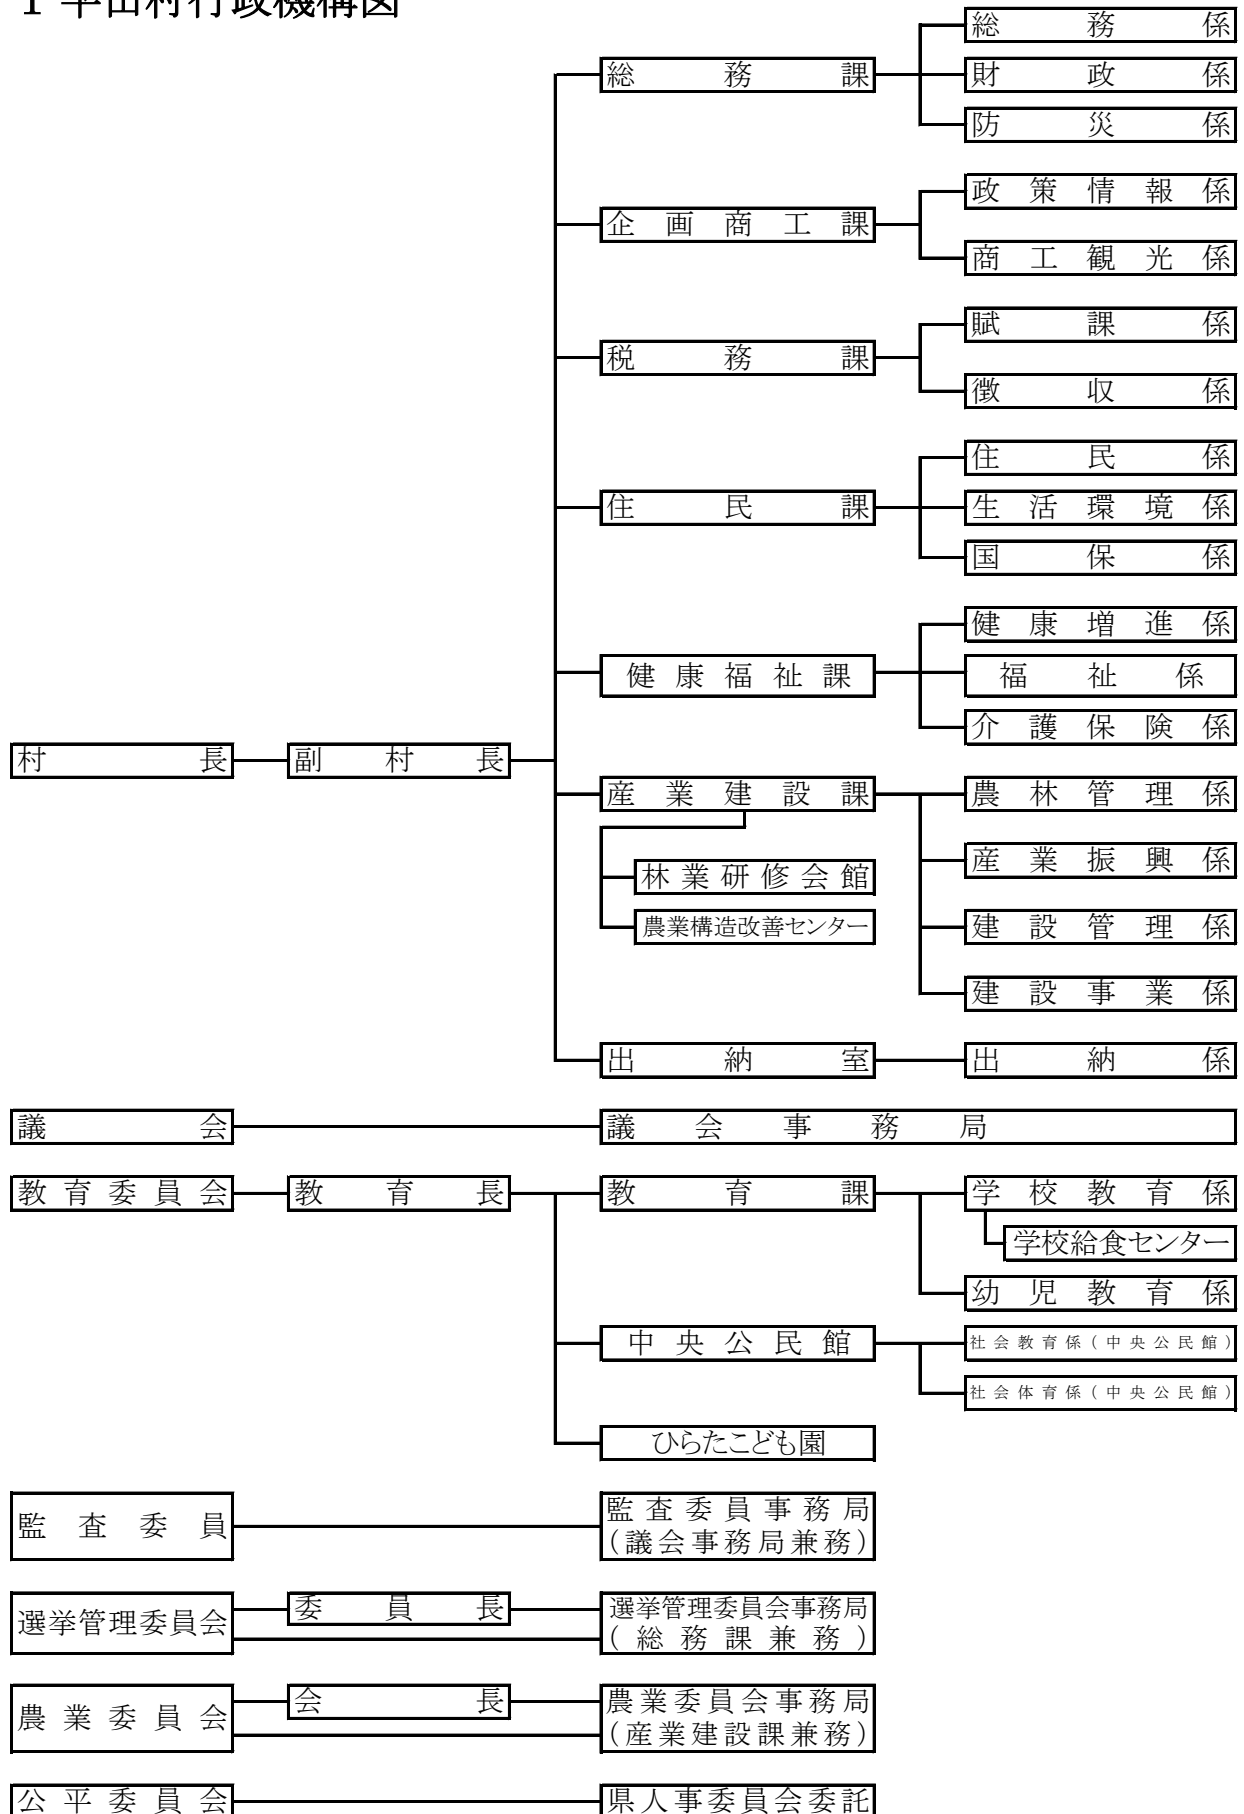 1 平田村行政機構図
総務係
総務課
財政係
防災係
政策情報係
企画商工課
商工観光係
賦課係
税務課
徴収係
住民係
住民課
生活環境係
国保係
健康増進係
健康福祉課
福祉係
介護保険係
村長
副村長
産業建設課
農林管理係
林業研修会館
産業振興係
農業構造改善センター
建設管理係
建設事業係
出納室
出納係
議会
議会事務局
教育委員会
教育長
教育課
学校教育係
学校給食センター
幼児教育係
中央公民館
社会教育係(中央公民館)
社会体育係(中央公民館)
ひらたこども園
監査委員
監査委員事務局
(議会事務局兼務)
選挙管理委員会
委員長
選挙管理委員会事務局
(総務課兼務)
農業委員会
会長
農業委員会事務局
(産業建設課兼務)
公平委員会
県人事委員会委託